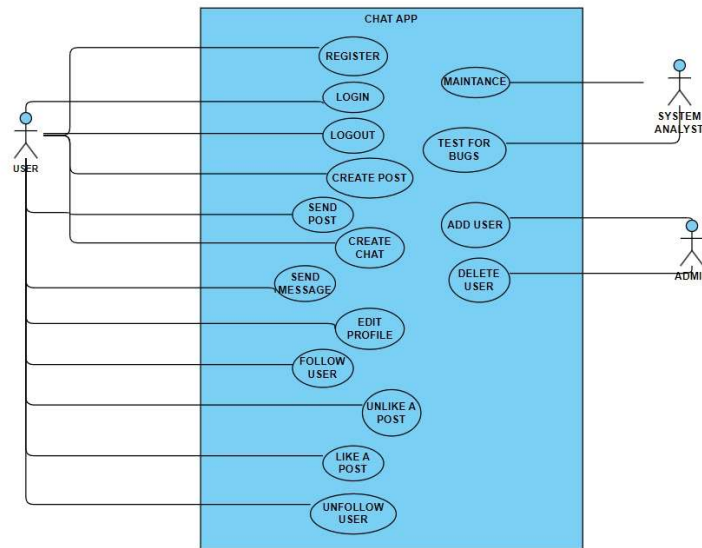 CHAT APP
REGISTER
MAINTANCE
LOGIN
SYSTEM
ANALYST
LOGOUT
TEST FOR
BUGS
USER
CREATE POST
SEND
POST
ADD USER
CREATE
CHAT
SEND
MESSAGE
DELETE
USER
ADMI
EDIT
PROFILE
FOLLOW
USER
UNLIKE A
POST
LIKE A
POST
UNFOLLOW
USER